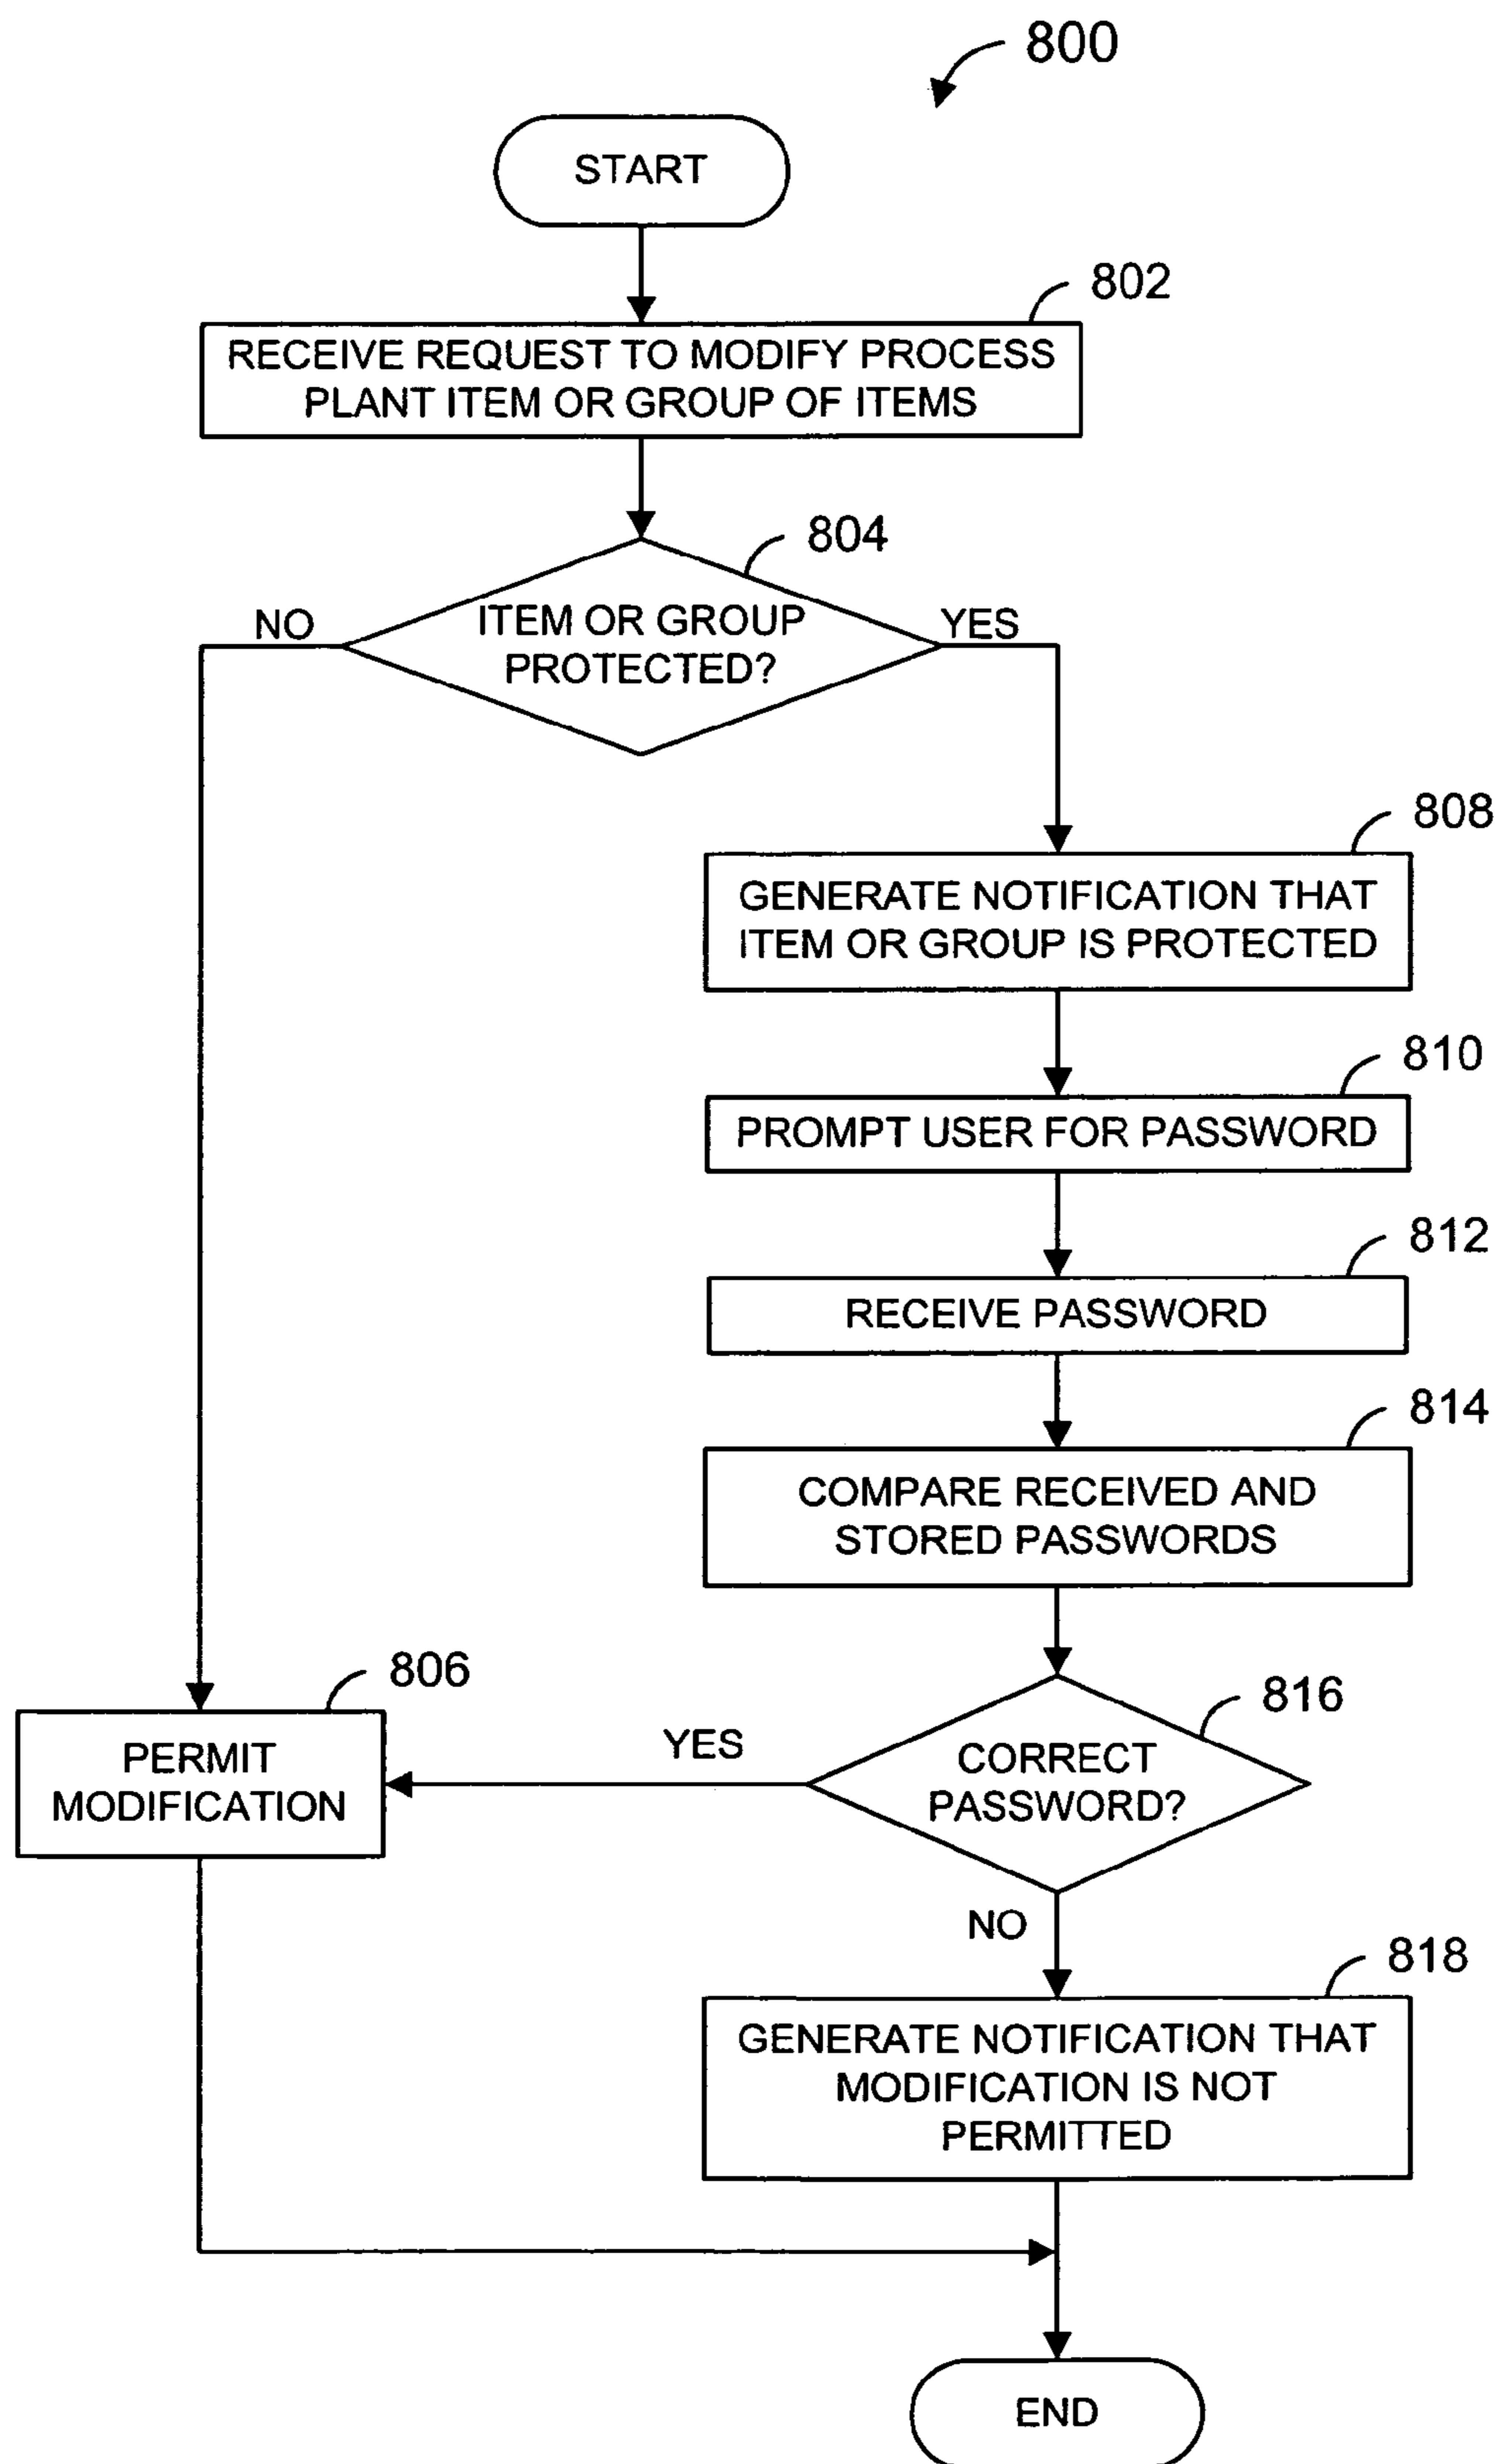 800
START
802
RECEIVE REQUEST TO MODIFY PROCESS
PLANT ITEM OR GROUP OF ITEMS
804
NO
ITEM OR GROUP
PROTECTED?
YES
808
GENERATE NOTIFICATION THAT
ITEM OR GROUP IS PROTECTED
810
PROMPT USER FOR PASSWORD
812
RECEIVE PASSWORD
814
COMPARE RECEIVED AND
STORED PASSWORDS
806
PERMIT
MODIFICATION
YES
816
CORRECT
PASSWORD?
NO
818
GENERATE NOTIFICATION THAT
MODIFICATION IS NOT
PERMITTED
END